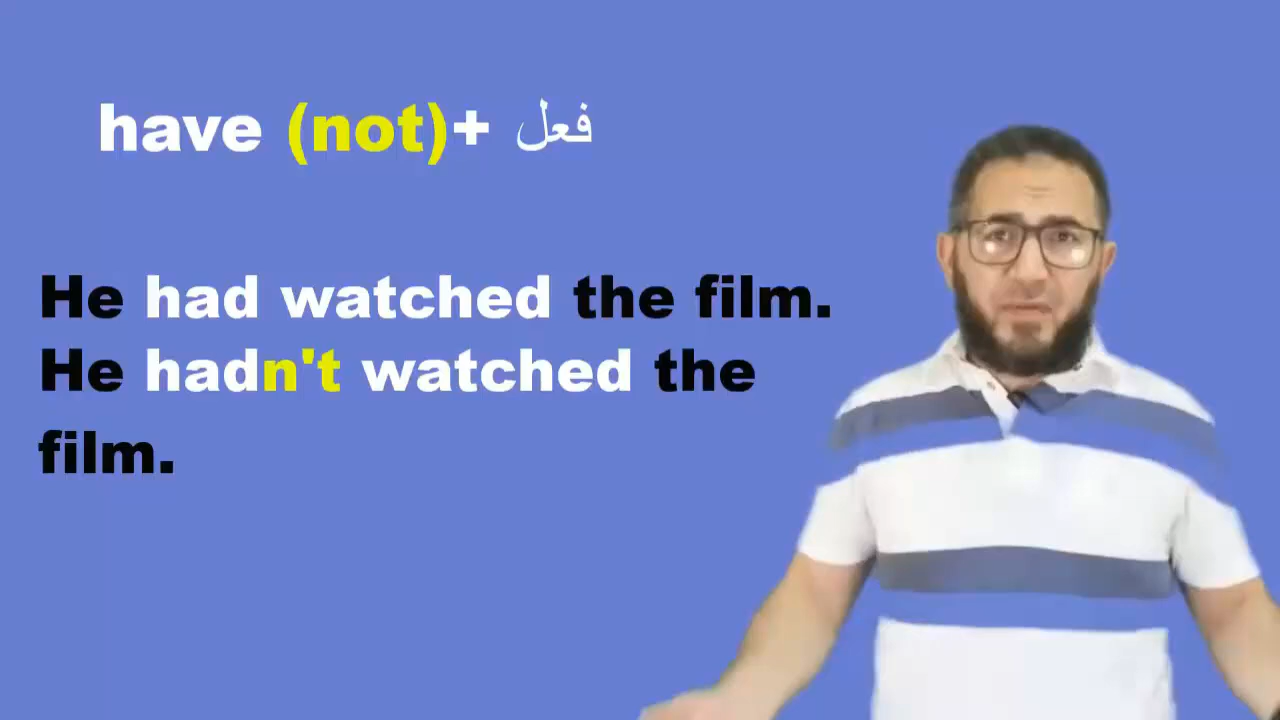 have (not)+ فعل
He had watched the film.
He hadn't watched the
film.